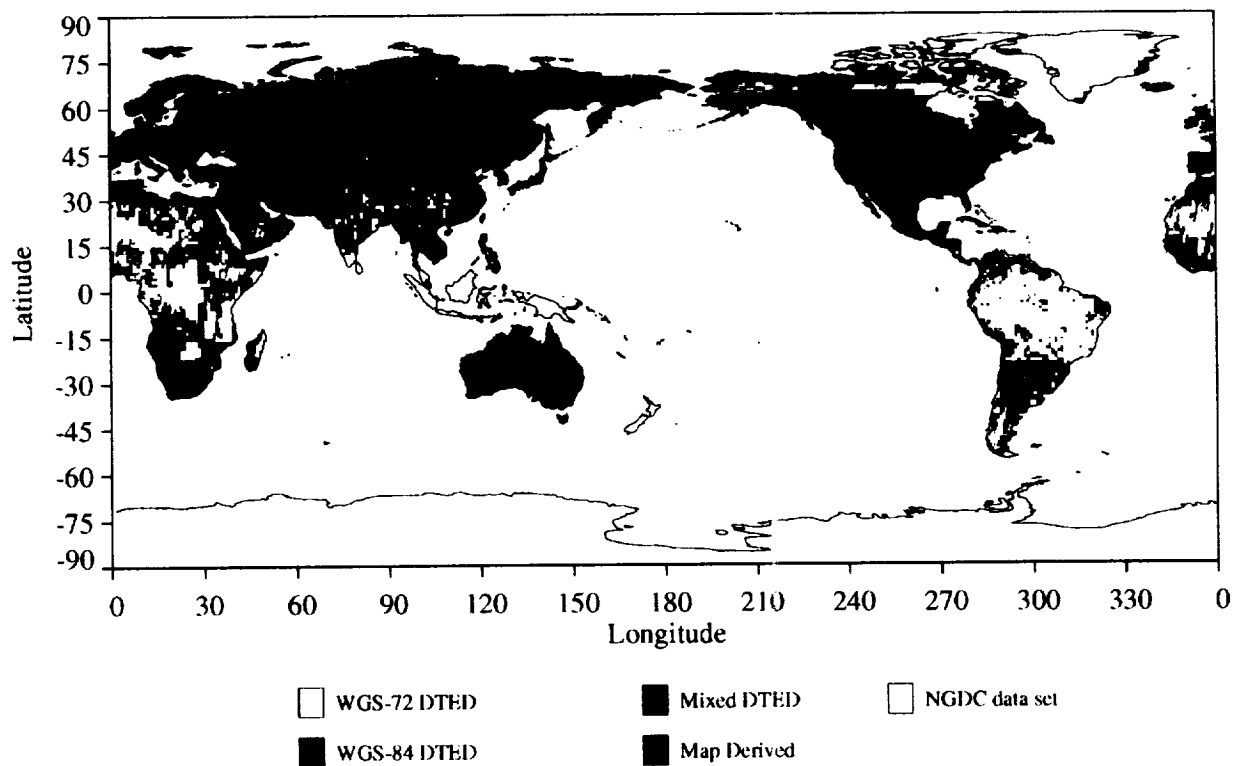 90
75
60
45
30
15
0
-15
-30
-45
-60
-75
-90
Latitude
0 30 60 90 120 150 180 210 240 270 300 330 0
Longitude
WGS-72 DTED Mixed DTED NGDC data set
WGS-84 DTED Map Derived